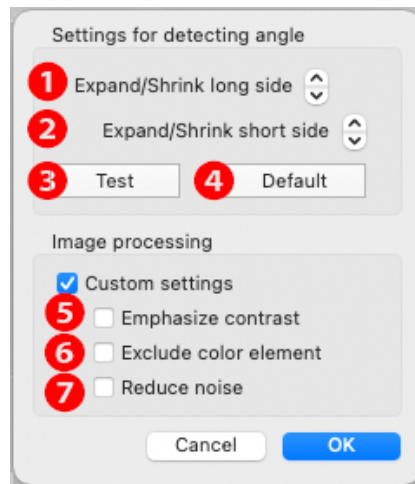 Settings for detecting angle
1 Expand/Shrink long side
2 Expand/Shrink short side
3 Test 4 Default
Image processing
Custom settings
5 Emphasize contrast
6 Exclude color element
7 Reduce noise
Cancel OK